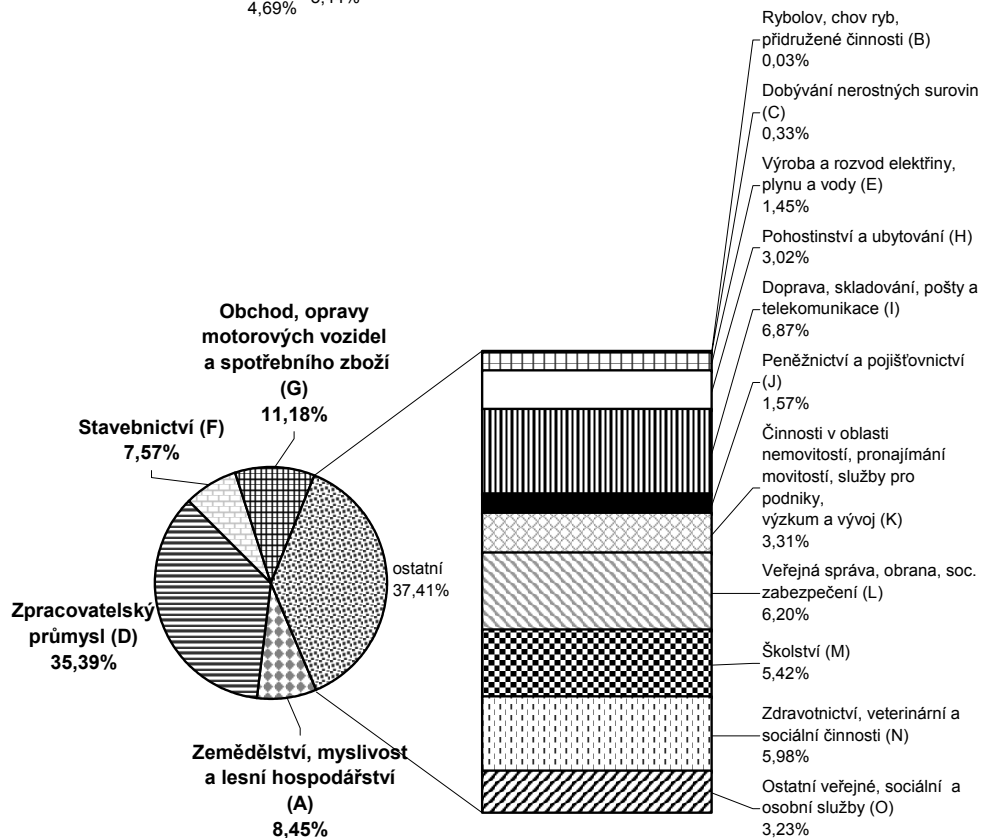 4,69%
Rybolov, chov ryb,
přidružené činnosti (B)
0,03%
Dobývání nerostných surovin
(C)
0,33%
Výroba a rozvod elektřiny,
plynu a vody (E)
1,45%
Pohostinství a ubytování (H)
3,02%
Doprava, skladování, pošty a
telekomunikace (I)
6,87%
Peněžnictví a pojišťovnictví
(J)
1,57%
Činnosti v oblasti
nemovitostí, pronajímání
movitostí, služby pro
podniky,
výzkum a vývoj (K)
3,31%
Veřejná správa, obrana, soc.
zabezpečení (L)
6,20%
Školství (M)
5,42%
Zdravotnictví, veterinární a
sociální činnosti (N)
5,98%
Ostatní veřejné, sociální a
osobní služby (O)
3,23%
Obchod, opravy
motorových vozidel
a spotřebního zboží
(G)
11,18%
Stavebnictví (F)
7,57%
ostatní
37,41%
Zpracovatelský
průmysl (D)
35,39%
Zemědělství, myslivost
a lesní hospodářství
(A)
8,45%